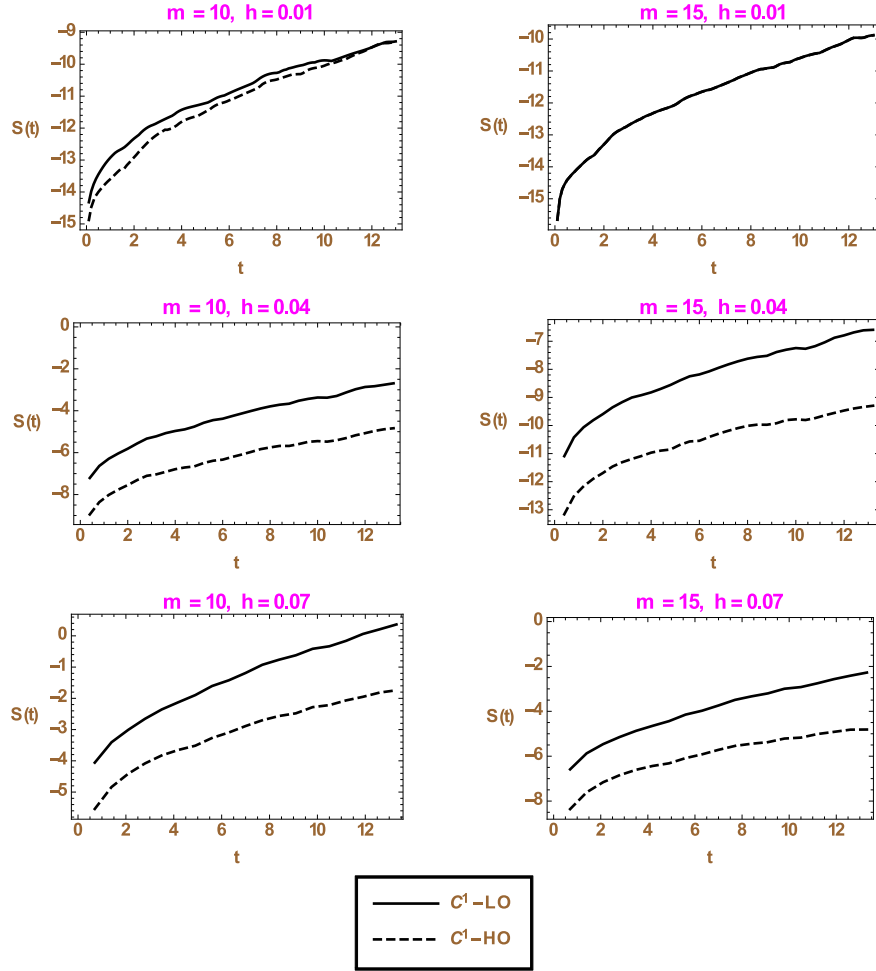 m = 10, h = 0.01
−9
−10
−11
−12
−13
−14
−15
S(t)
0 2 4 6 8 10 12
t
m = 15, h = 0.01
−10
−11
−12
−13
−14
−15
S(t)
0 2 4 6 8 10 12
t
m = 10, h = 0.04
0
−2
−4
−6
−8
S(t)
0 2 4 6 8 10 12
t
m = 15, h = 0.04
−7
−8
−9
−10
−11
−12
−13
S(t)
0 2 4 6 8 10 12
t
m = 10, h = 0.07
0
−1
−2
−3
−4
−5
S(t)
0 2 4 6 8 10 12
t
m = 15, h = 0.07
0
−2
−4
−6
−8
S(t)
0 2 4 6 8 10 12
t
C¹−LO
C¹−HO